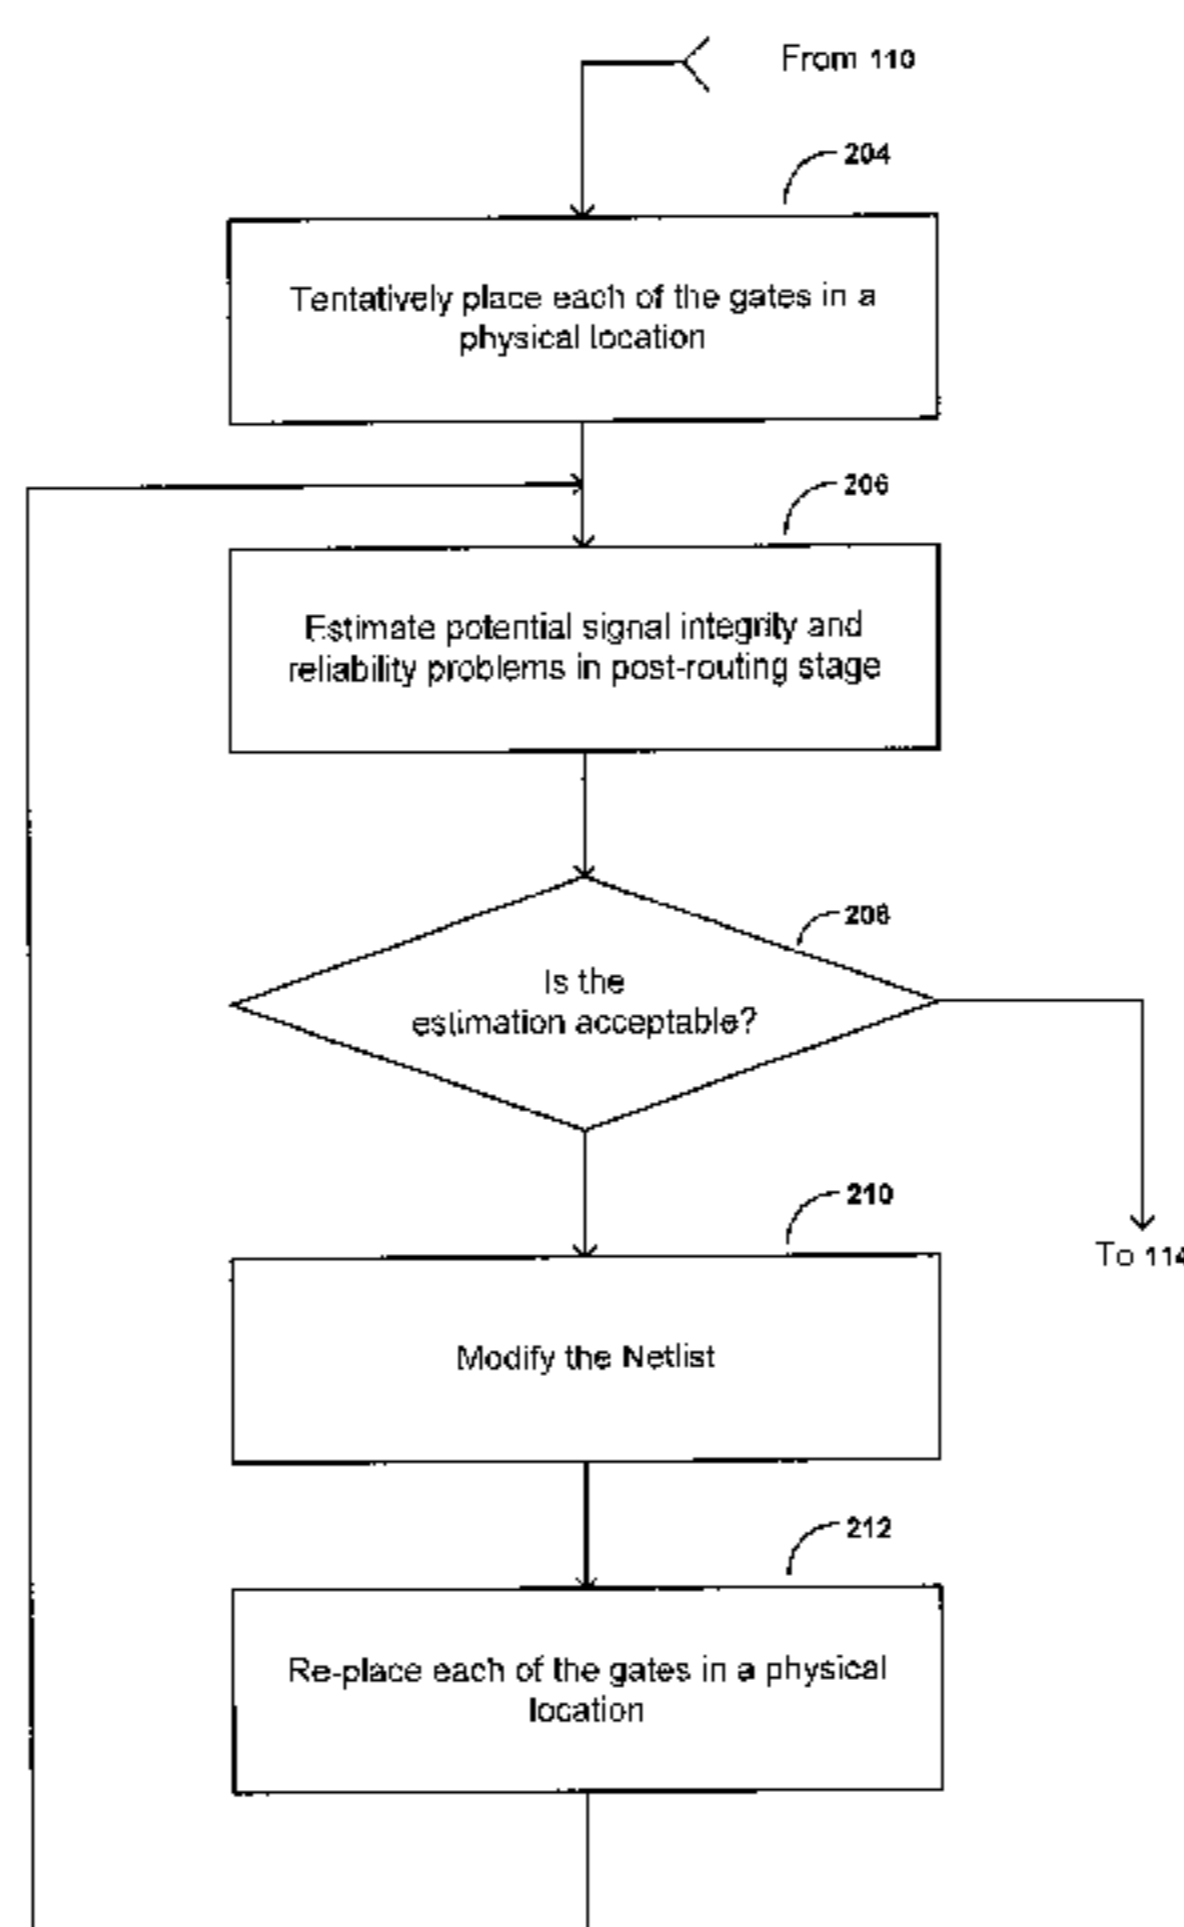 From 110
204
Tentatively place each of the gates in a
physical location
206
Estimate potential signal integrity and
reliability problems in post-routing stage
208
Is the
estimation acceptable?
210
To 114
Modify the Netlist
212
Re-place each of the gates in a physical
location